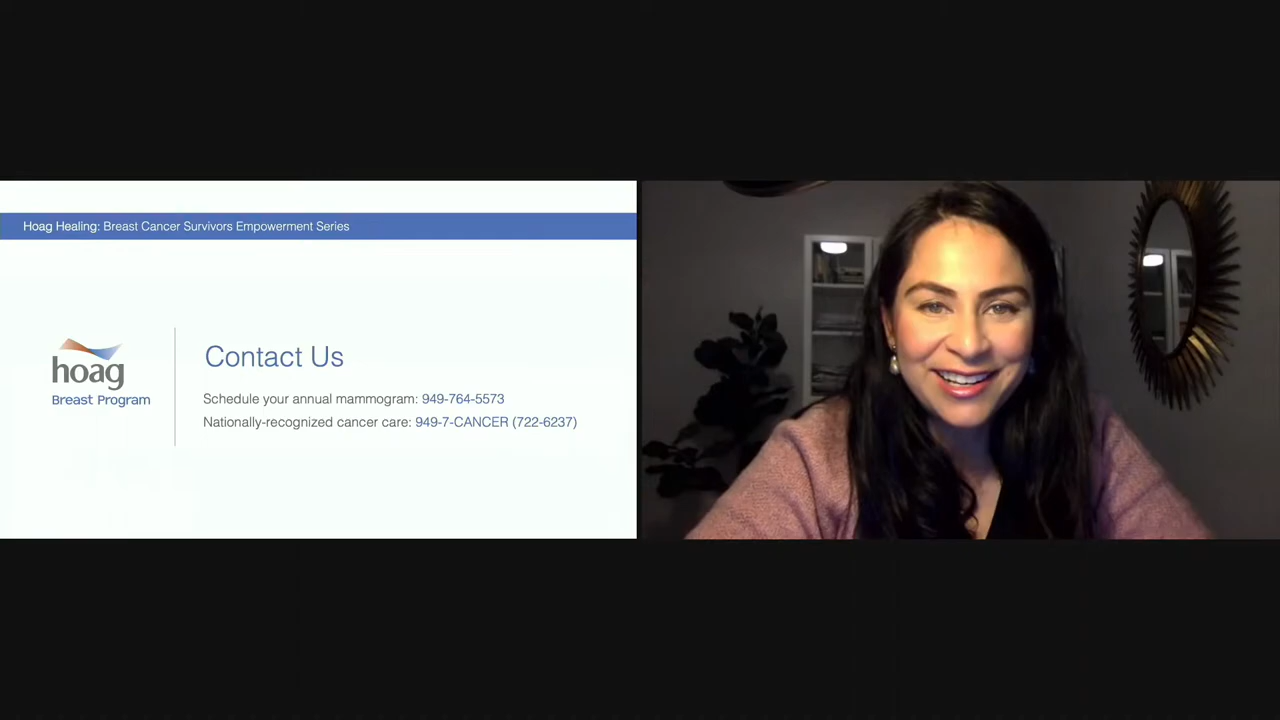 Hoag Healing: Breast Cancer Survivors Empowerment Series
hoag
Breast Program
Contact Us
Schedule your annual mammogram: 949-764-5573
Nationally-recognized cancer care: 949-7-CANCER (722-6237)